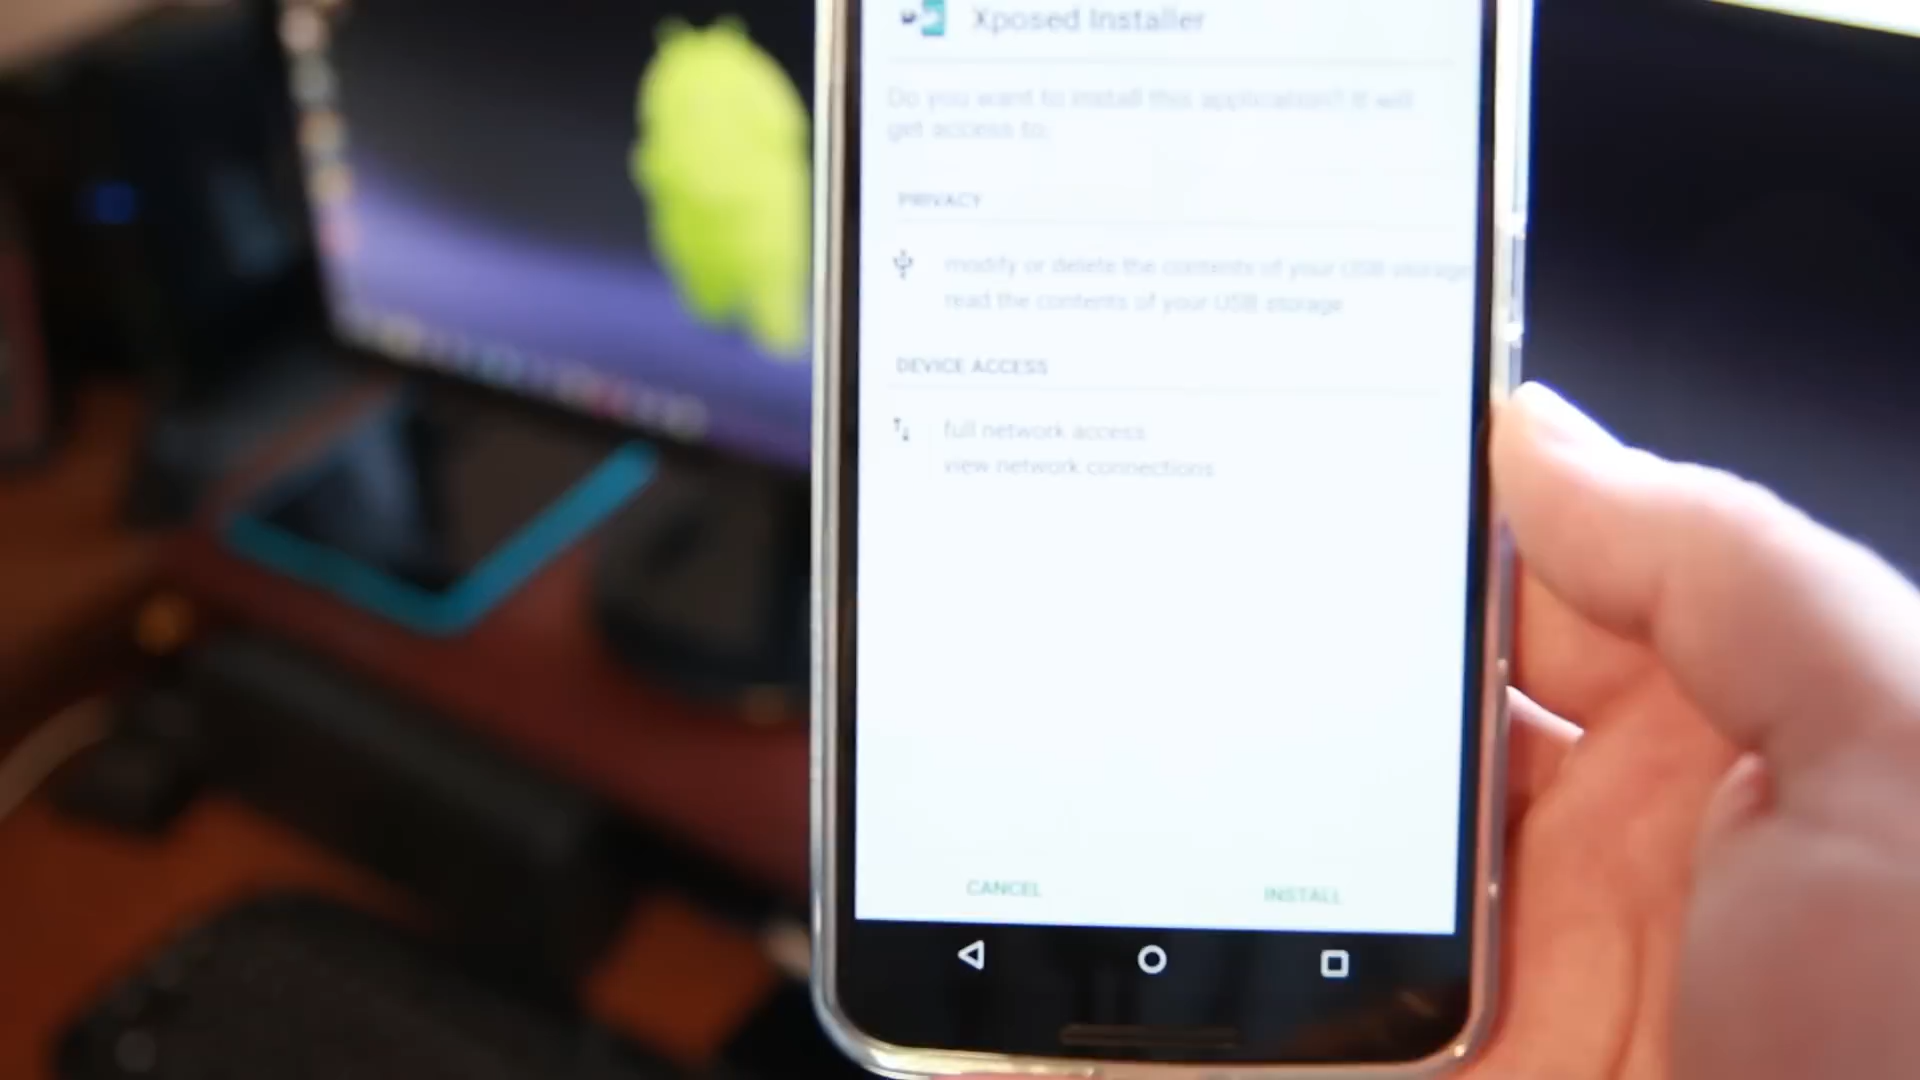 Xposed Installer
Do you want to install this application? It will
get access to:
PRIVACY
modify or delete the contents of your USB storage
read the contents of your USB storage
DEVICE ACCESS
full network access
view network connections
CANCEL
INSTALL